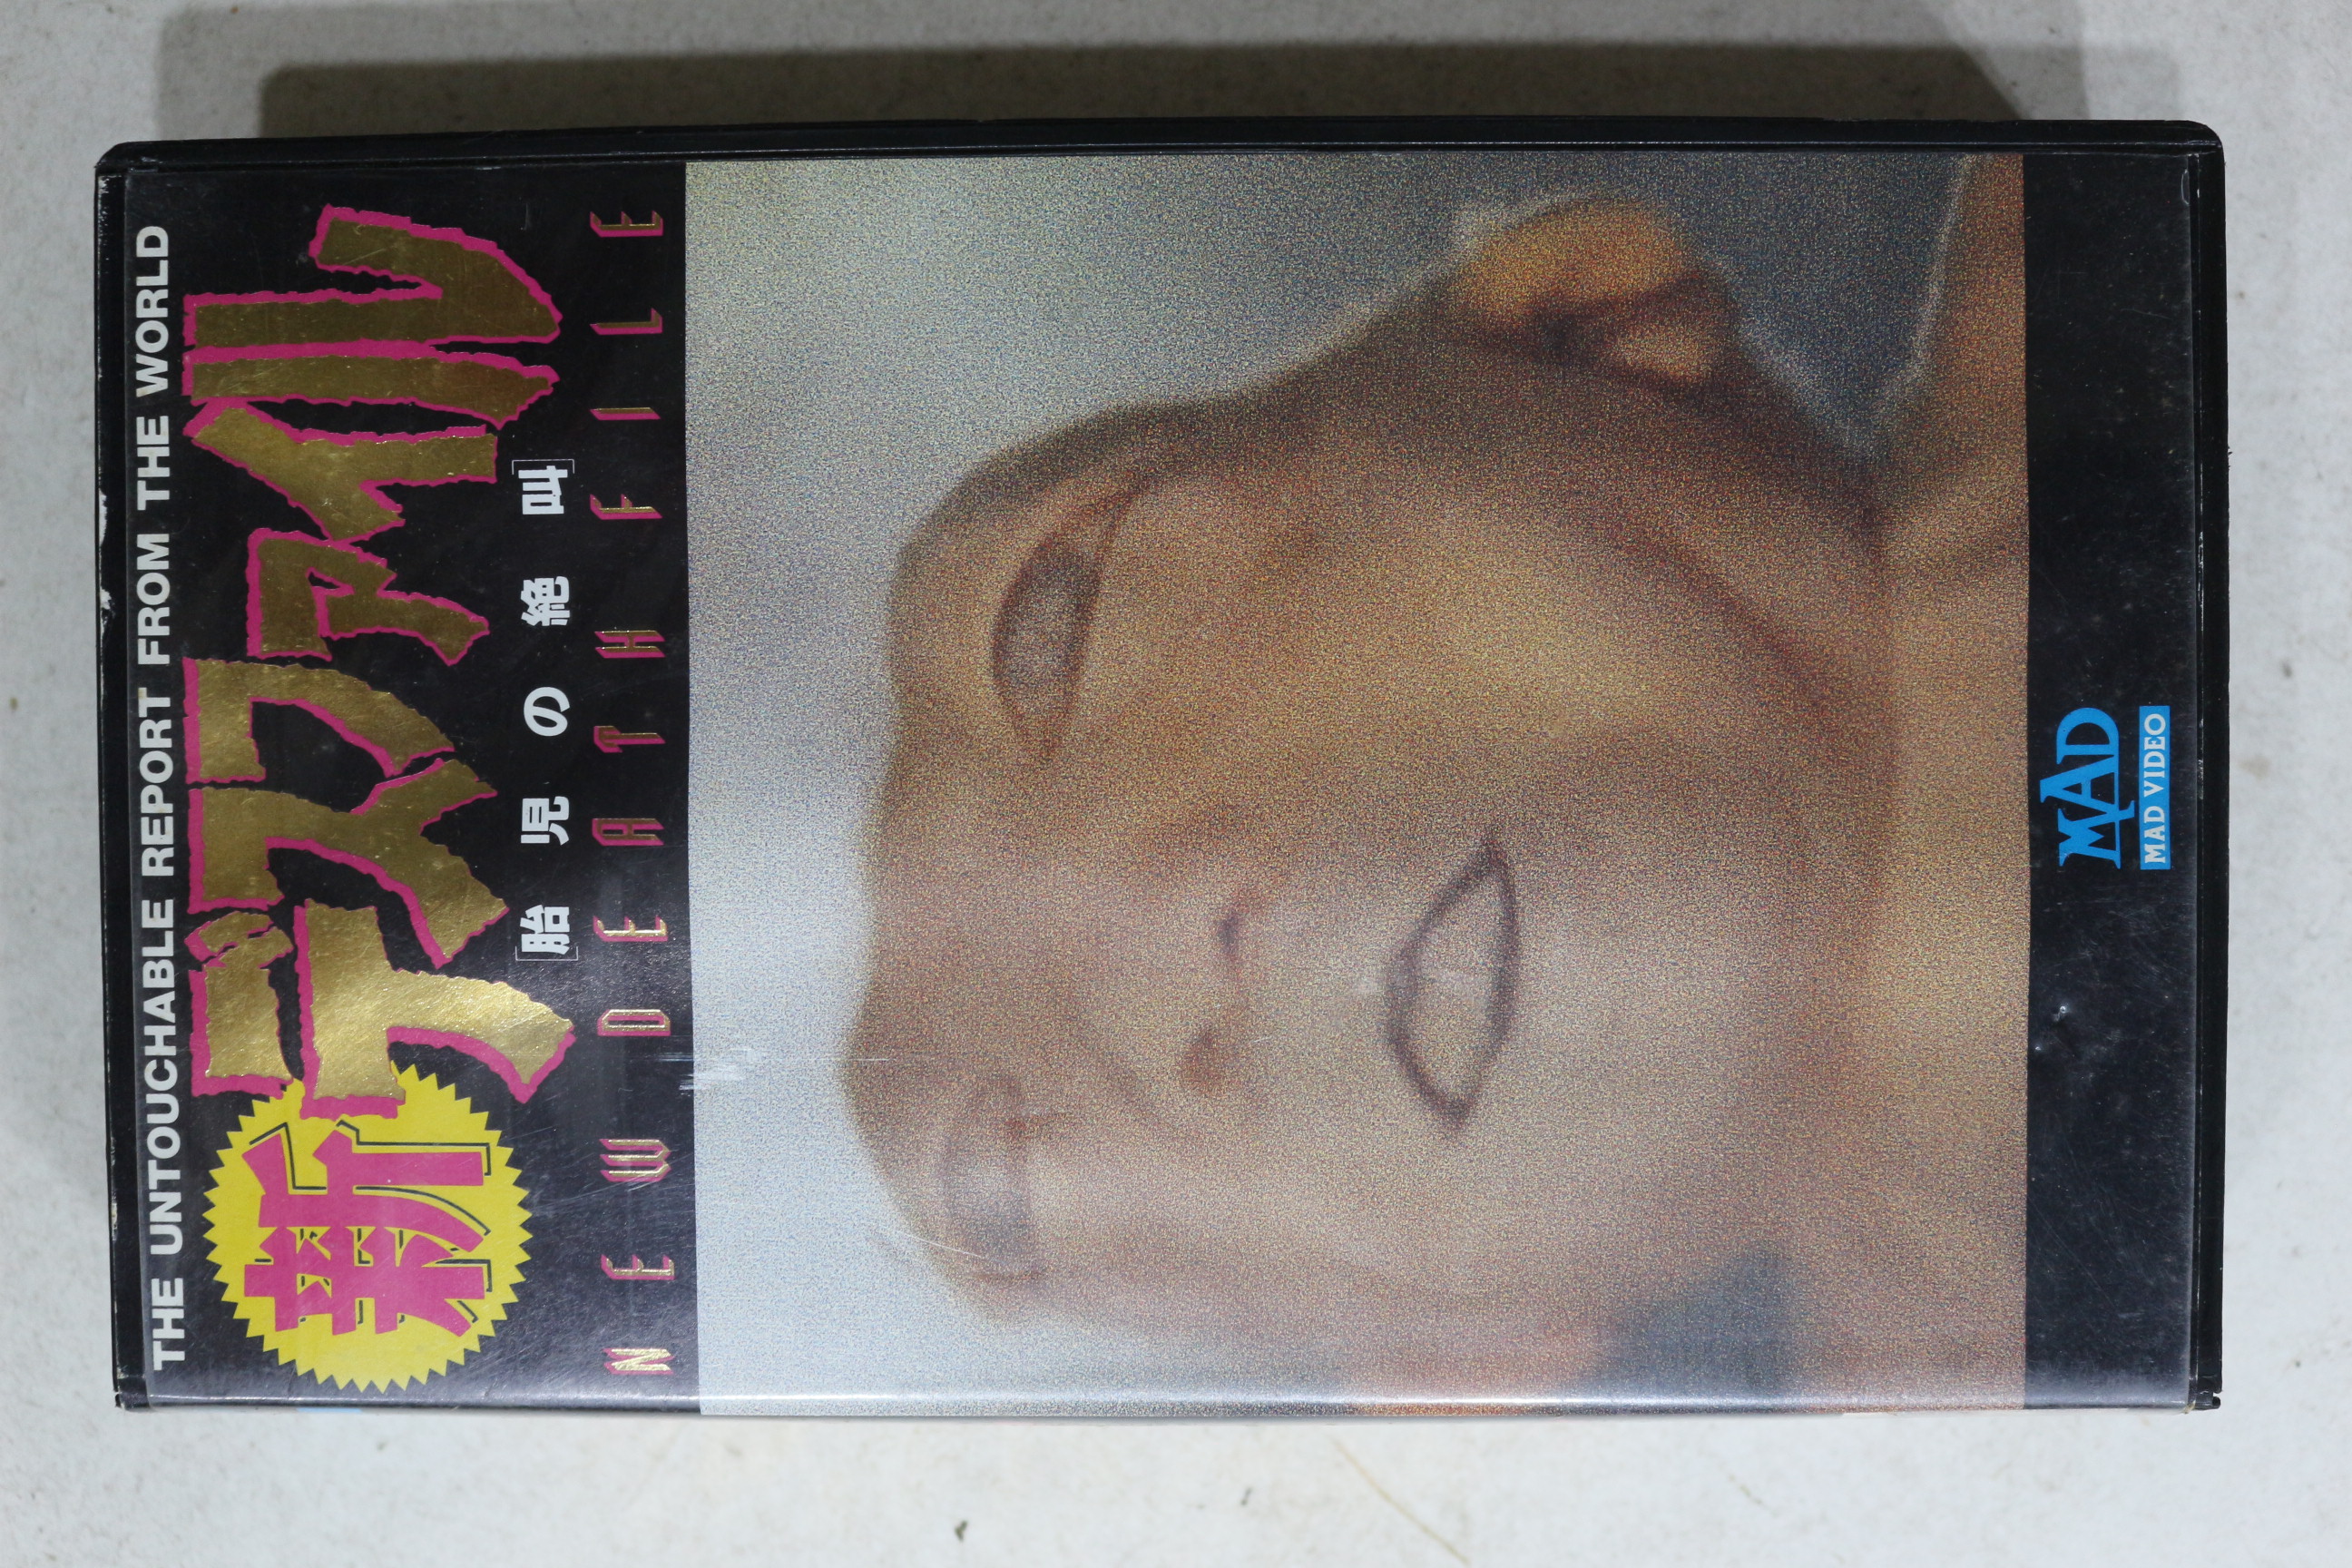 THE UNTOUCHABLE REPORT FROM THE WORLD
新デスファイル
[胎児の絶叫]
NEW DEATH FILE
MAD
MAD VIDEO